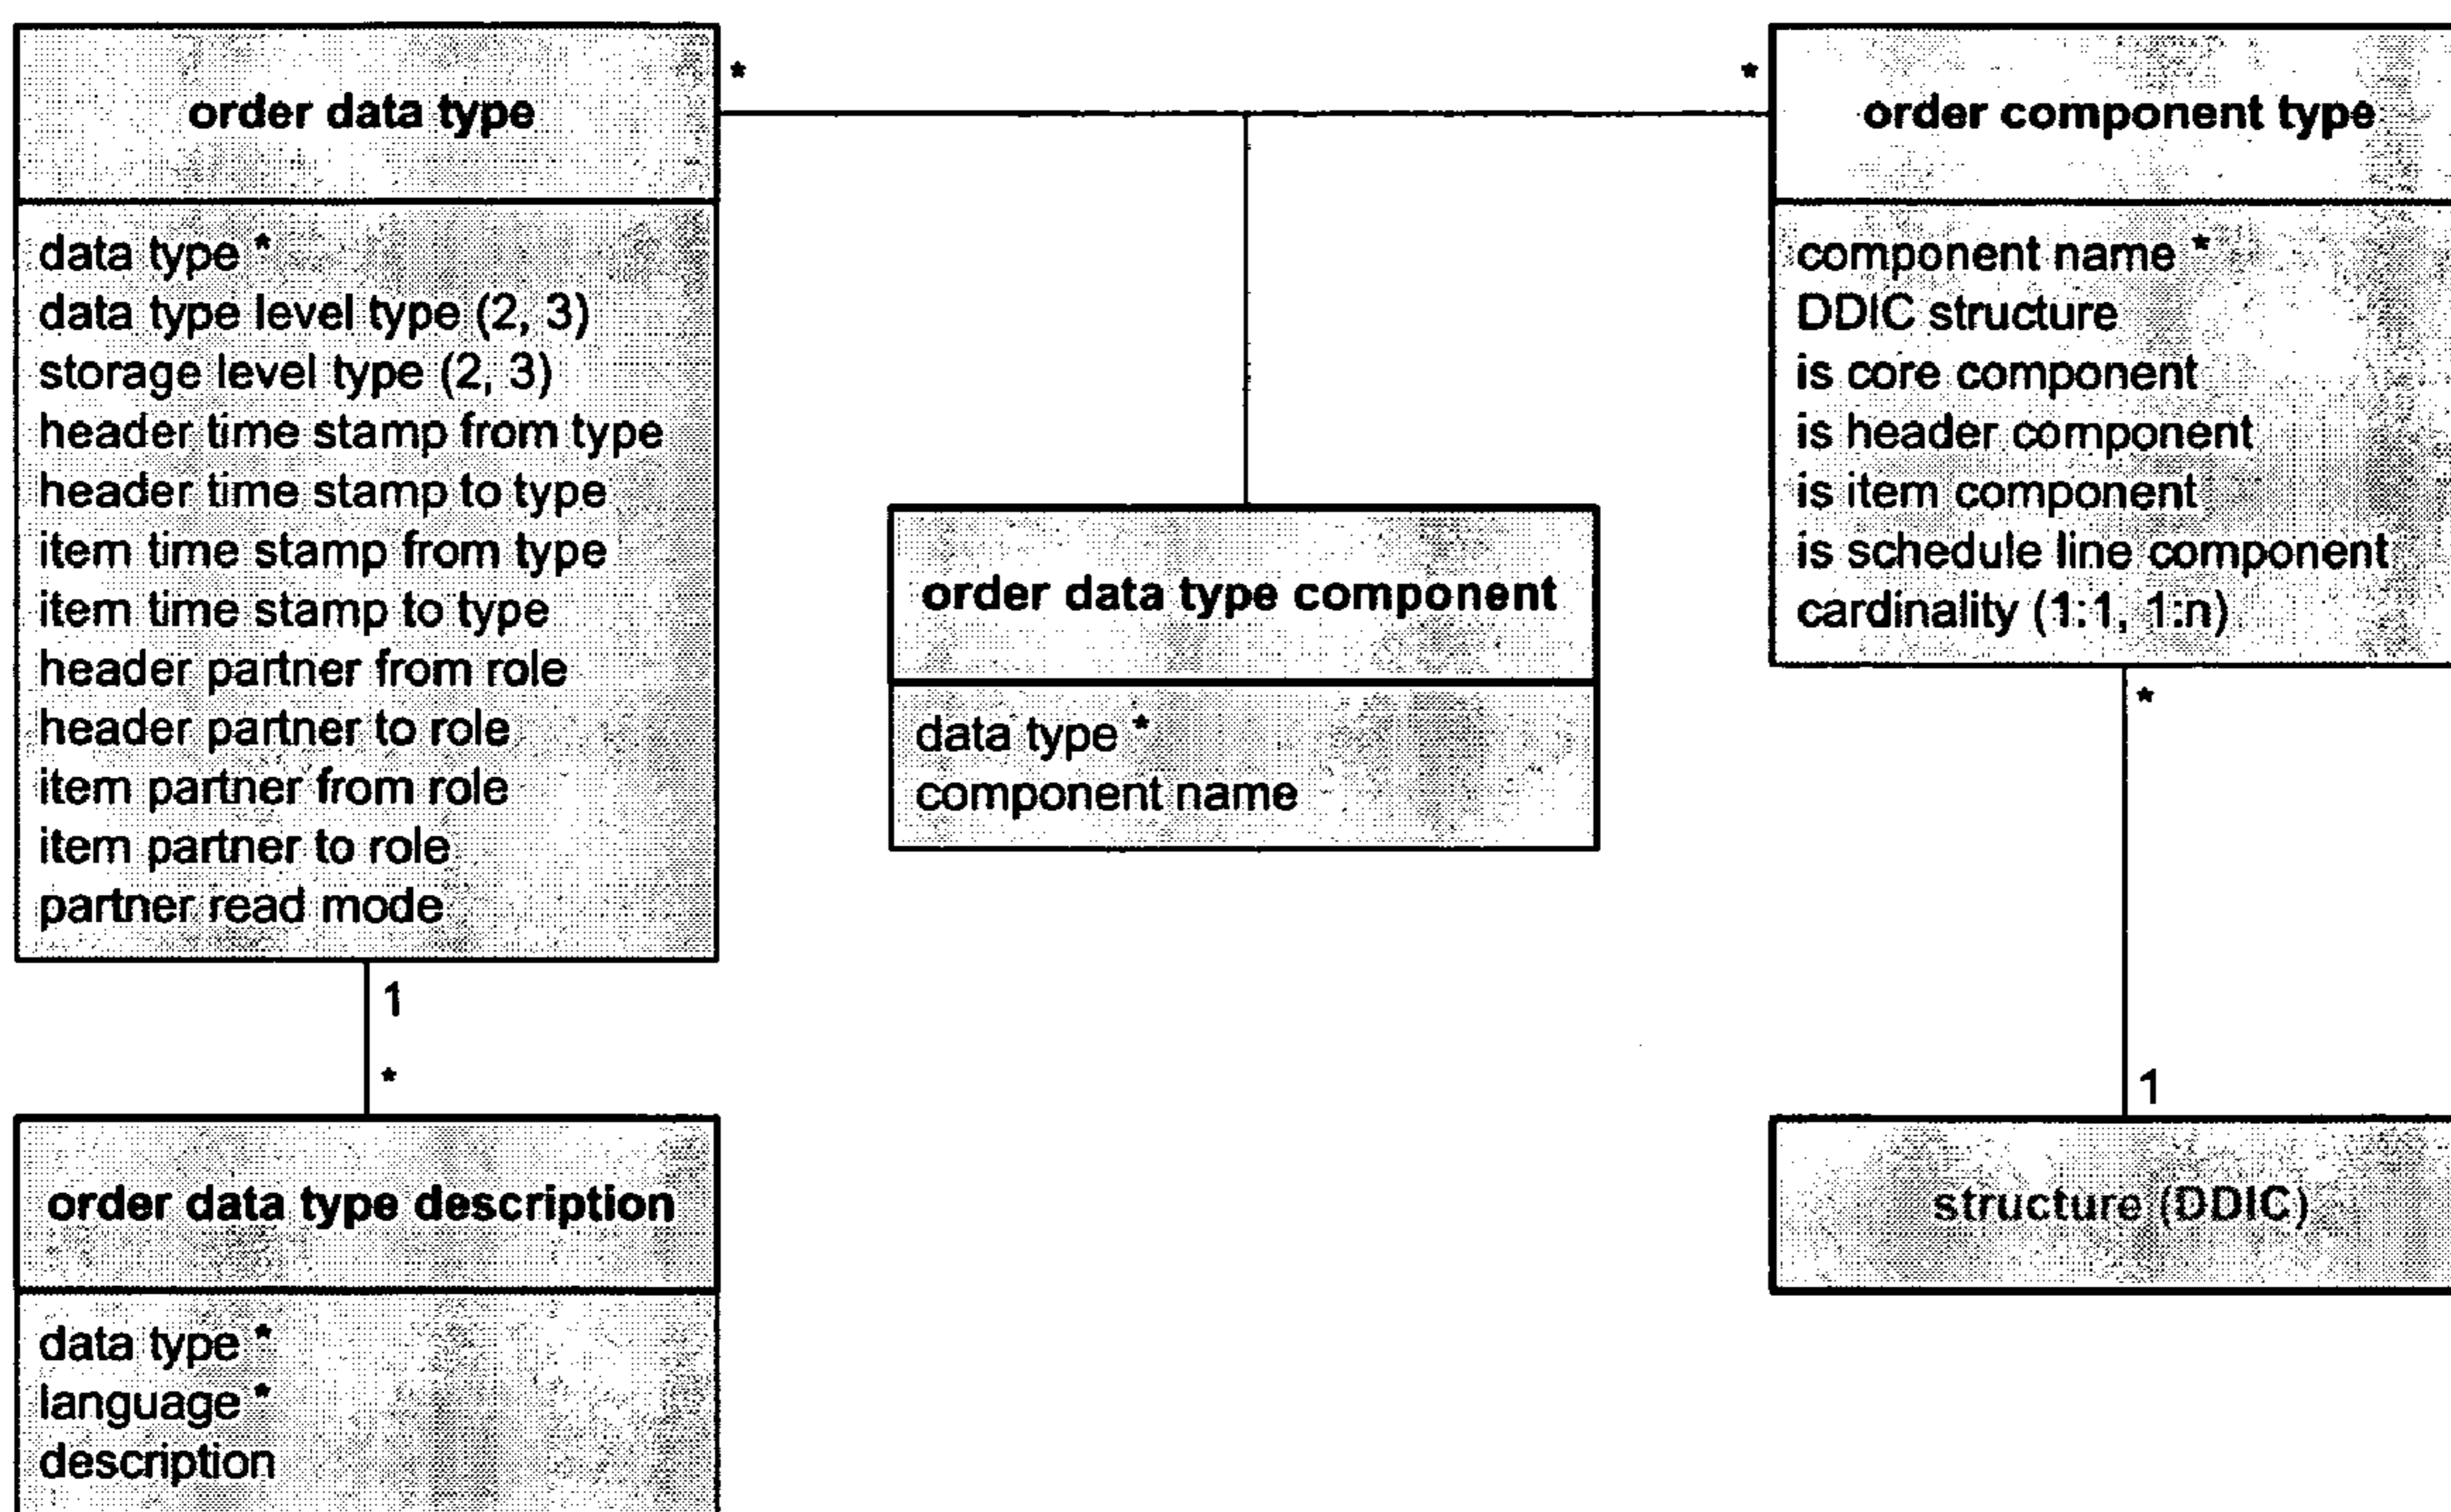 order data type
data type *
data type level type (2, 3)
storage level type (2, 3)
header time stamp from type
header time stamp to type
item time stamp from type
item time stamp to type
header partner from role
header partner to role
item partner from role
item partner to role
partner read mode
*
*
order component type
component name *
DDIC structure
is core component
is header component
is item component
is schedule line component
cardinality (1:1, 1:n)
order data type component
data type *
component name
1
*
order data type description
data type *
language *
description
*
1
structure (DDIC)